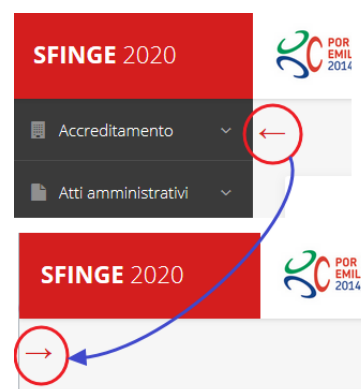 SFINGE 2020
POR
EMIL
2014
Accreditamento
←
Atti amministrativi
SFINGE 2020
POR
EMIL
2014
→